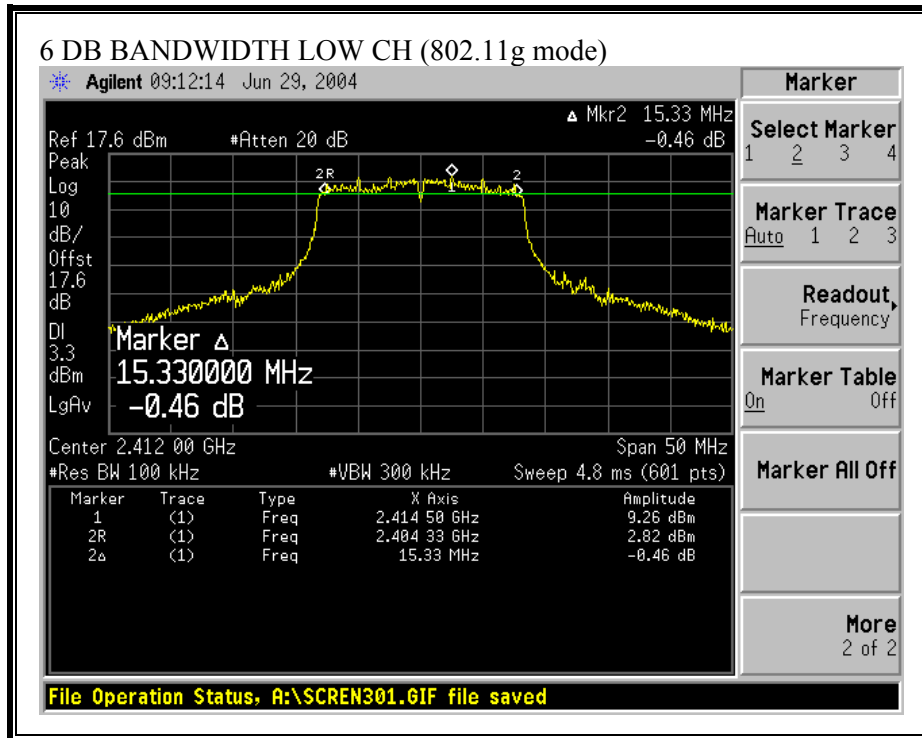 6 DB BANDWIDTH LOW CH (802.11g mode)
Agilent 09:12:14 Jun 29, 2004
Marker
Δ Mkr2 15.33 MHz
Ref 17.6 dBm #Atten 20 dB -0.46 dB
Peak
Log
10
dB/
Offst
17.6
dB
DI
3.3
dBm
LgAv
2R
2
1
Marker Δ
15.330000 MHz
-0.46 dB
Center 2.412 00 GHz Span 50 MHz
#Res BW 100 kHz #VBW 300 kHz Sweep 4.8 ms (601 pts)
Marker Trace Type X Axis Amplitude
1 (1) Freq 2.414 50 GHz 9.26 dBm
2R (1) Freq 2.404 33 GHz 2.82 dBm
2Δ (1) Freq 15.33 MHz -0.46 dB
Select Marker
1 2 3 4
Marker Trace
Auto 1 2 3
Readout
Frequency
Marker Table
On Off
Marker All Off
More
2 of 2
File Operation Status, A:\SCREN301.GIF file saved